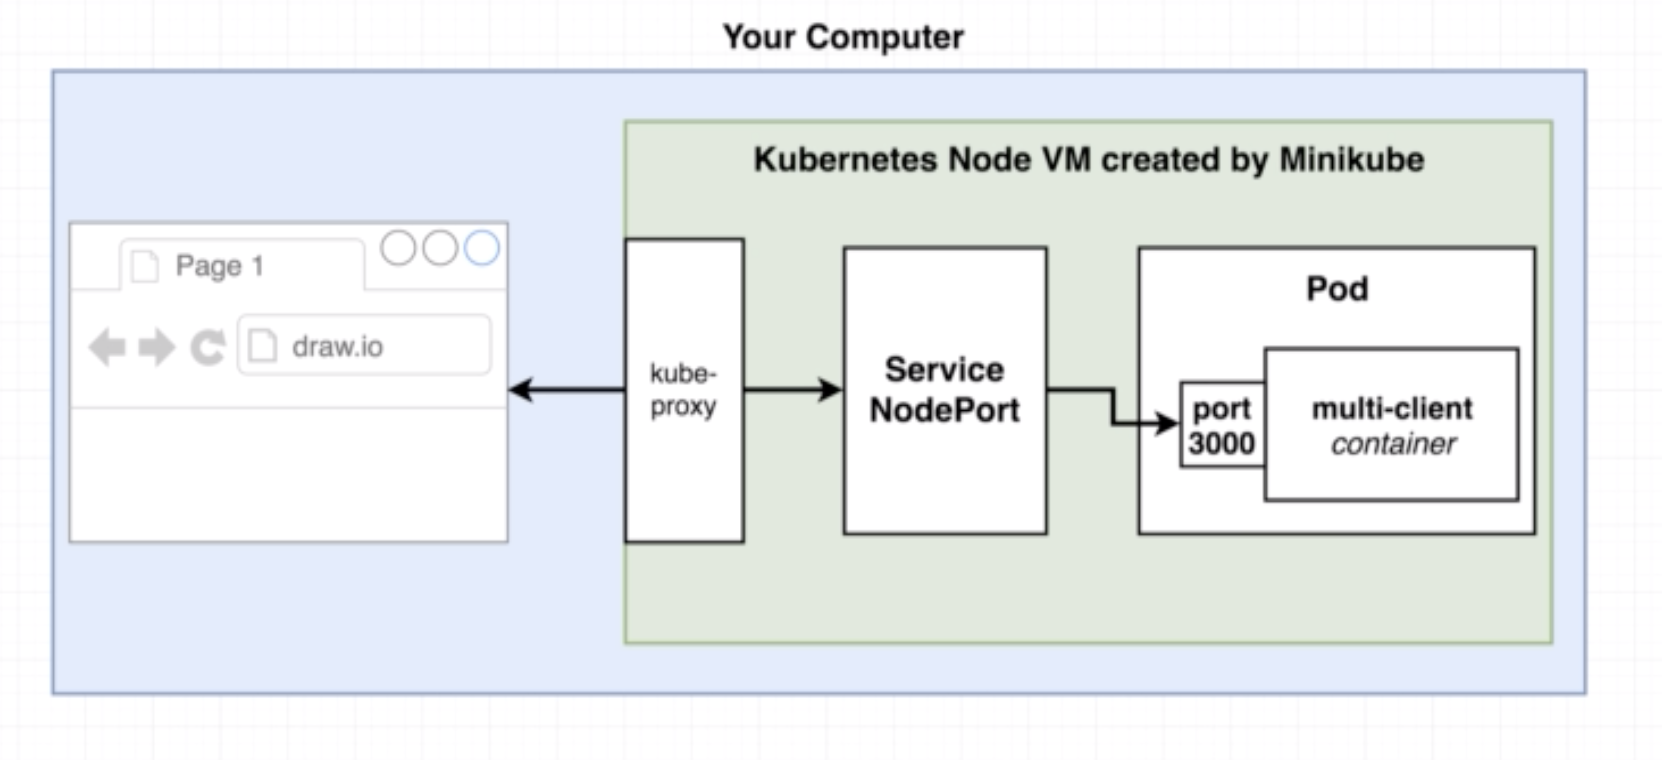 Your Computer
Kubernetes Node VM created by Minikube
Page 1
draw.io
kube-
proxy
Service
NodePort
Pod
port
3000
multi-client
container